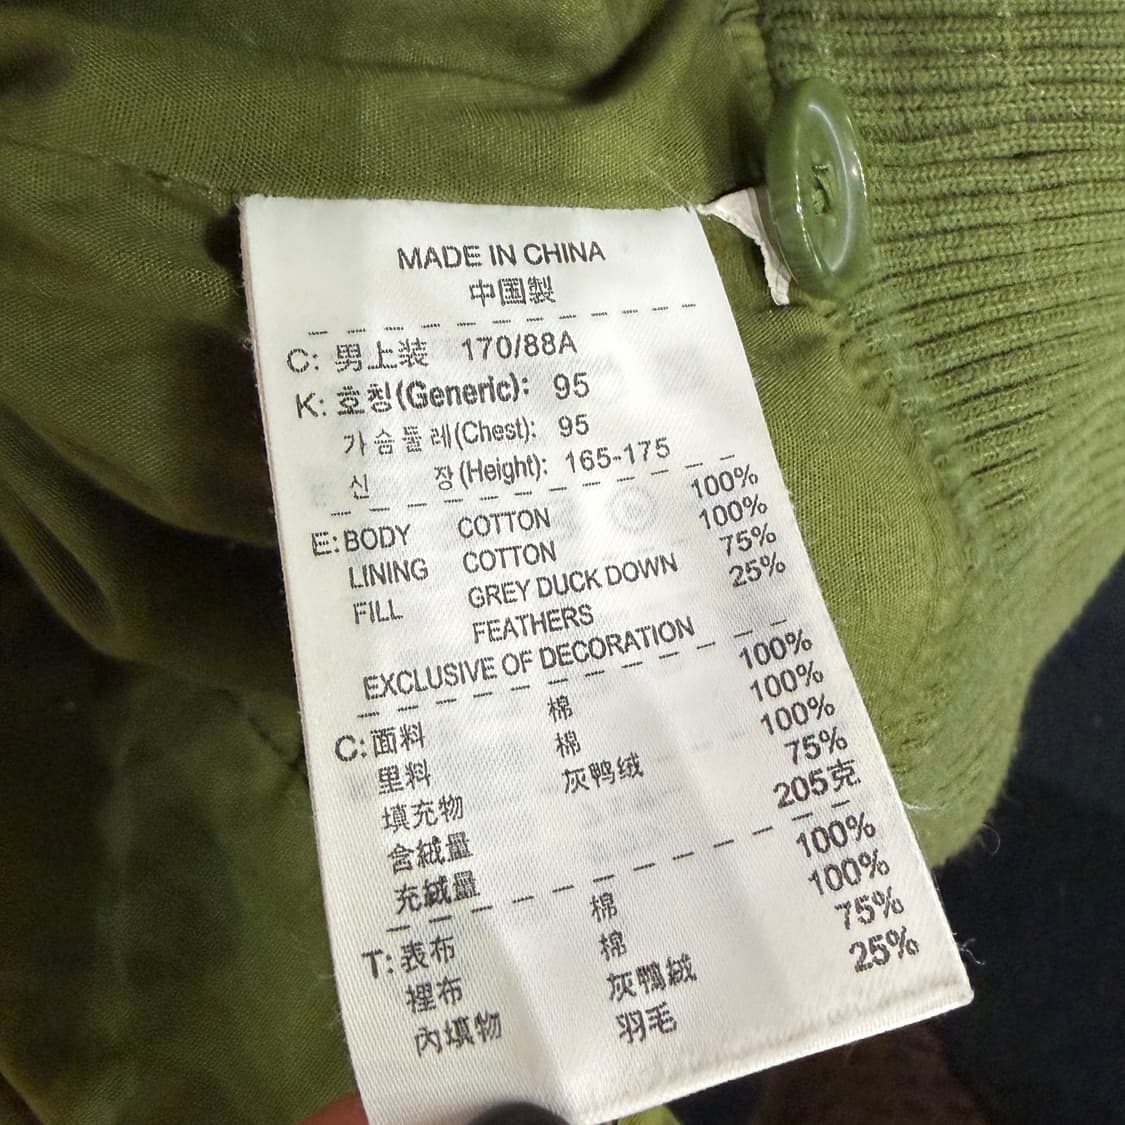 MADE IN CHINA
中国製
C: 男上装 170/88A
K: 호칭(Generic): 95
가슴둘레(Chest): 95
신 장(Height): 165-175
E: BODY COTTON 100%
LINING COTTON 100%
FILL GREY DUCK DOWN 75%
FEATHERS 25%
EXCLUSIVE OF DECORATION
C: 面料 棉 100%
里料 棉 100%
填充物 灰鸭绒 100%
含絨量 75%
充絨量 205克
T: 表布 棉 100%
裡布 棉 100%
內填物 灰鴨絨 75%
羽毛 25%